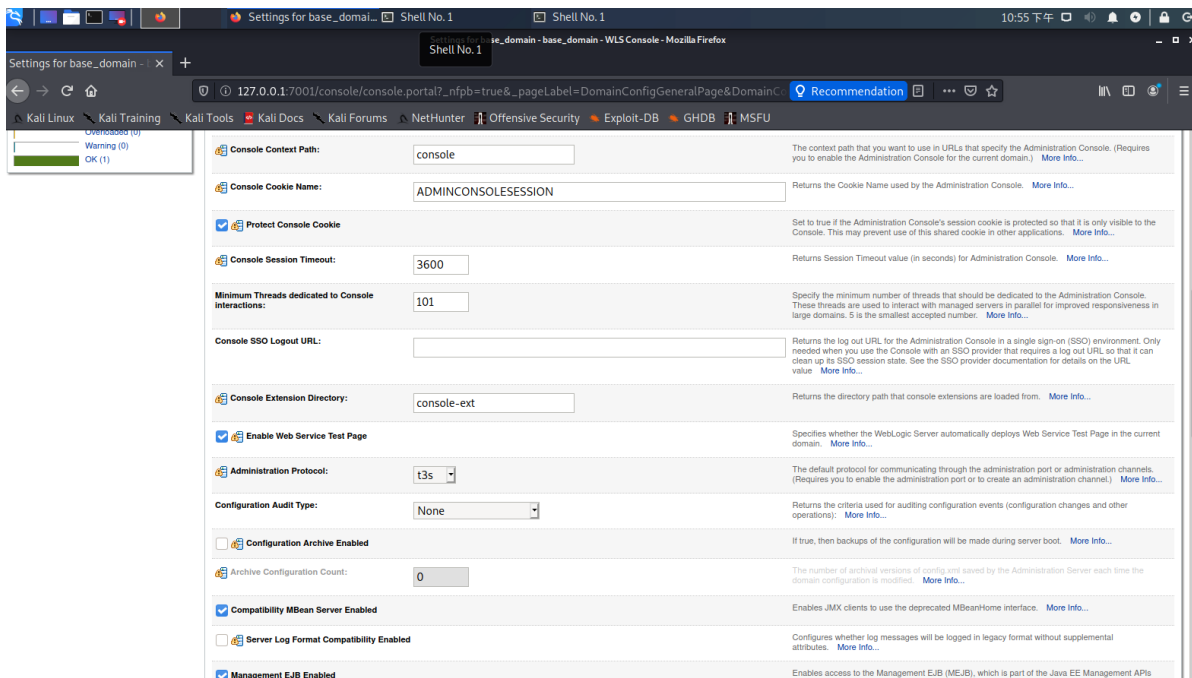 Settings for base_domai...
Shell No. 1
Shell No. 1
10:55 下午
Settings for base_domain - base_domain - WLS Console - Mozilla Firefox
Shell No. 1
Settings for base_domain -
127.0.0.1:7001/console/console.portal?_nfpb=true&_pageLabel=DomainConfigGeneralPage&DomainCo
Recommendation
Kali Linux
Kali Training
Kali Tools
Kali Docs
Kali Forums
NetHunter
Offensive Security
Exploit-DB
GHDB
MSFU
Overloaded (0)
Warning (0)
OK (1)
Console Context Path:
console
The context path that you want to use in URLs that specify the Administration Console. (Requires
you to enable the Administration Console for the current domain.) More Info...
Console Cookie Name:
ADMINCONSOLESESSION
Returns the Cookie Name used by the Administration Console. More Info...
Protect Console Cookie
Set to true if the Administration Console's session cookie is protected so that it is only visible to the
Console. This may prevent use of this shared cookie in other applications. More Info...
Console Session Timeout:
3600
Returns Session Timeout value (in seconds) for Administration Console. More Info...
Minimum Threads dedicated to Console
interactions:
101
Specify the minimum number of threads that should be dedicated to the Administration Console.
These threads are used to interact with managed servers in parallel for improved responsiveness in
large domains. 5 is the smallest accepted number. More Info...
Console SSO Logout URL:
Returns the log out URL for the Administration Console in a single sign-on (SSO) environment. Only
needed when you use the Console with an SSO provider that requires a log out URL so that it can
clean up its SSO session state. See the SSO provider documentation for details on the URL
value More Info...
Console Extension Directory:
console-ext
Returns the directory path that console extensions are loaded from. More Info...
Enable Web Service Test Page
Specifies whether the WebLogic Server automatically deploys Web Service Test Page in the current
domain. More Info...
Administration Protocol:
t3s
The default protocol for communicating through the administration port or administration channels.
(Requires you to enable the administration port or to create an administration channel.) More Info...
Configuration Audit Type:
None
Returns the criteria used for auditing configuration events (configuration changes and other
operations): More Info...
Configuration Archive Enabled
If true, then backups of the configuration will be made during server boot. More Info...
Archive Configuration Count:
0
The number of archival versions of config.xml saved by the Administration Server each time the
domain configuration is modified. More Info...
Compatibility MBean Server Enabled
Enables JMX clients to use the deprecated MBeanHome interface. More Info...
Server Log Format Compatibility Enabled
Configures whether log messages will be logged in legacy format without supplemental
attributes. More Info...
Management EJB Enabled
Enables access to the Management EJB (MEJB), which is part of the Java EE Management APIs